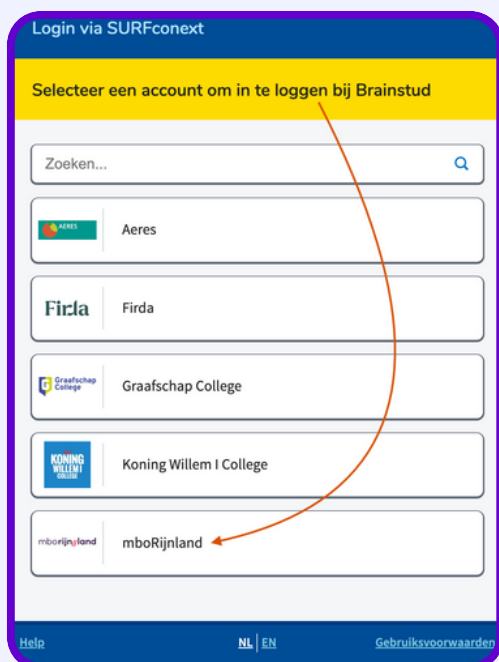 Login via SURFconext
Selecteer een account om in te loggen bij Brainstud
Zoeken...
AERES
Aeres
Firda
Firda
Graafschap
College
Graafschap College
KONING
WILLEM I
COLLEGE
Koning Willem I College
mborijnland
mboRijnland
Help
NL | EN
Gebruiksvoorwaarden